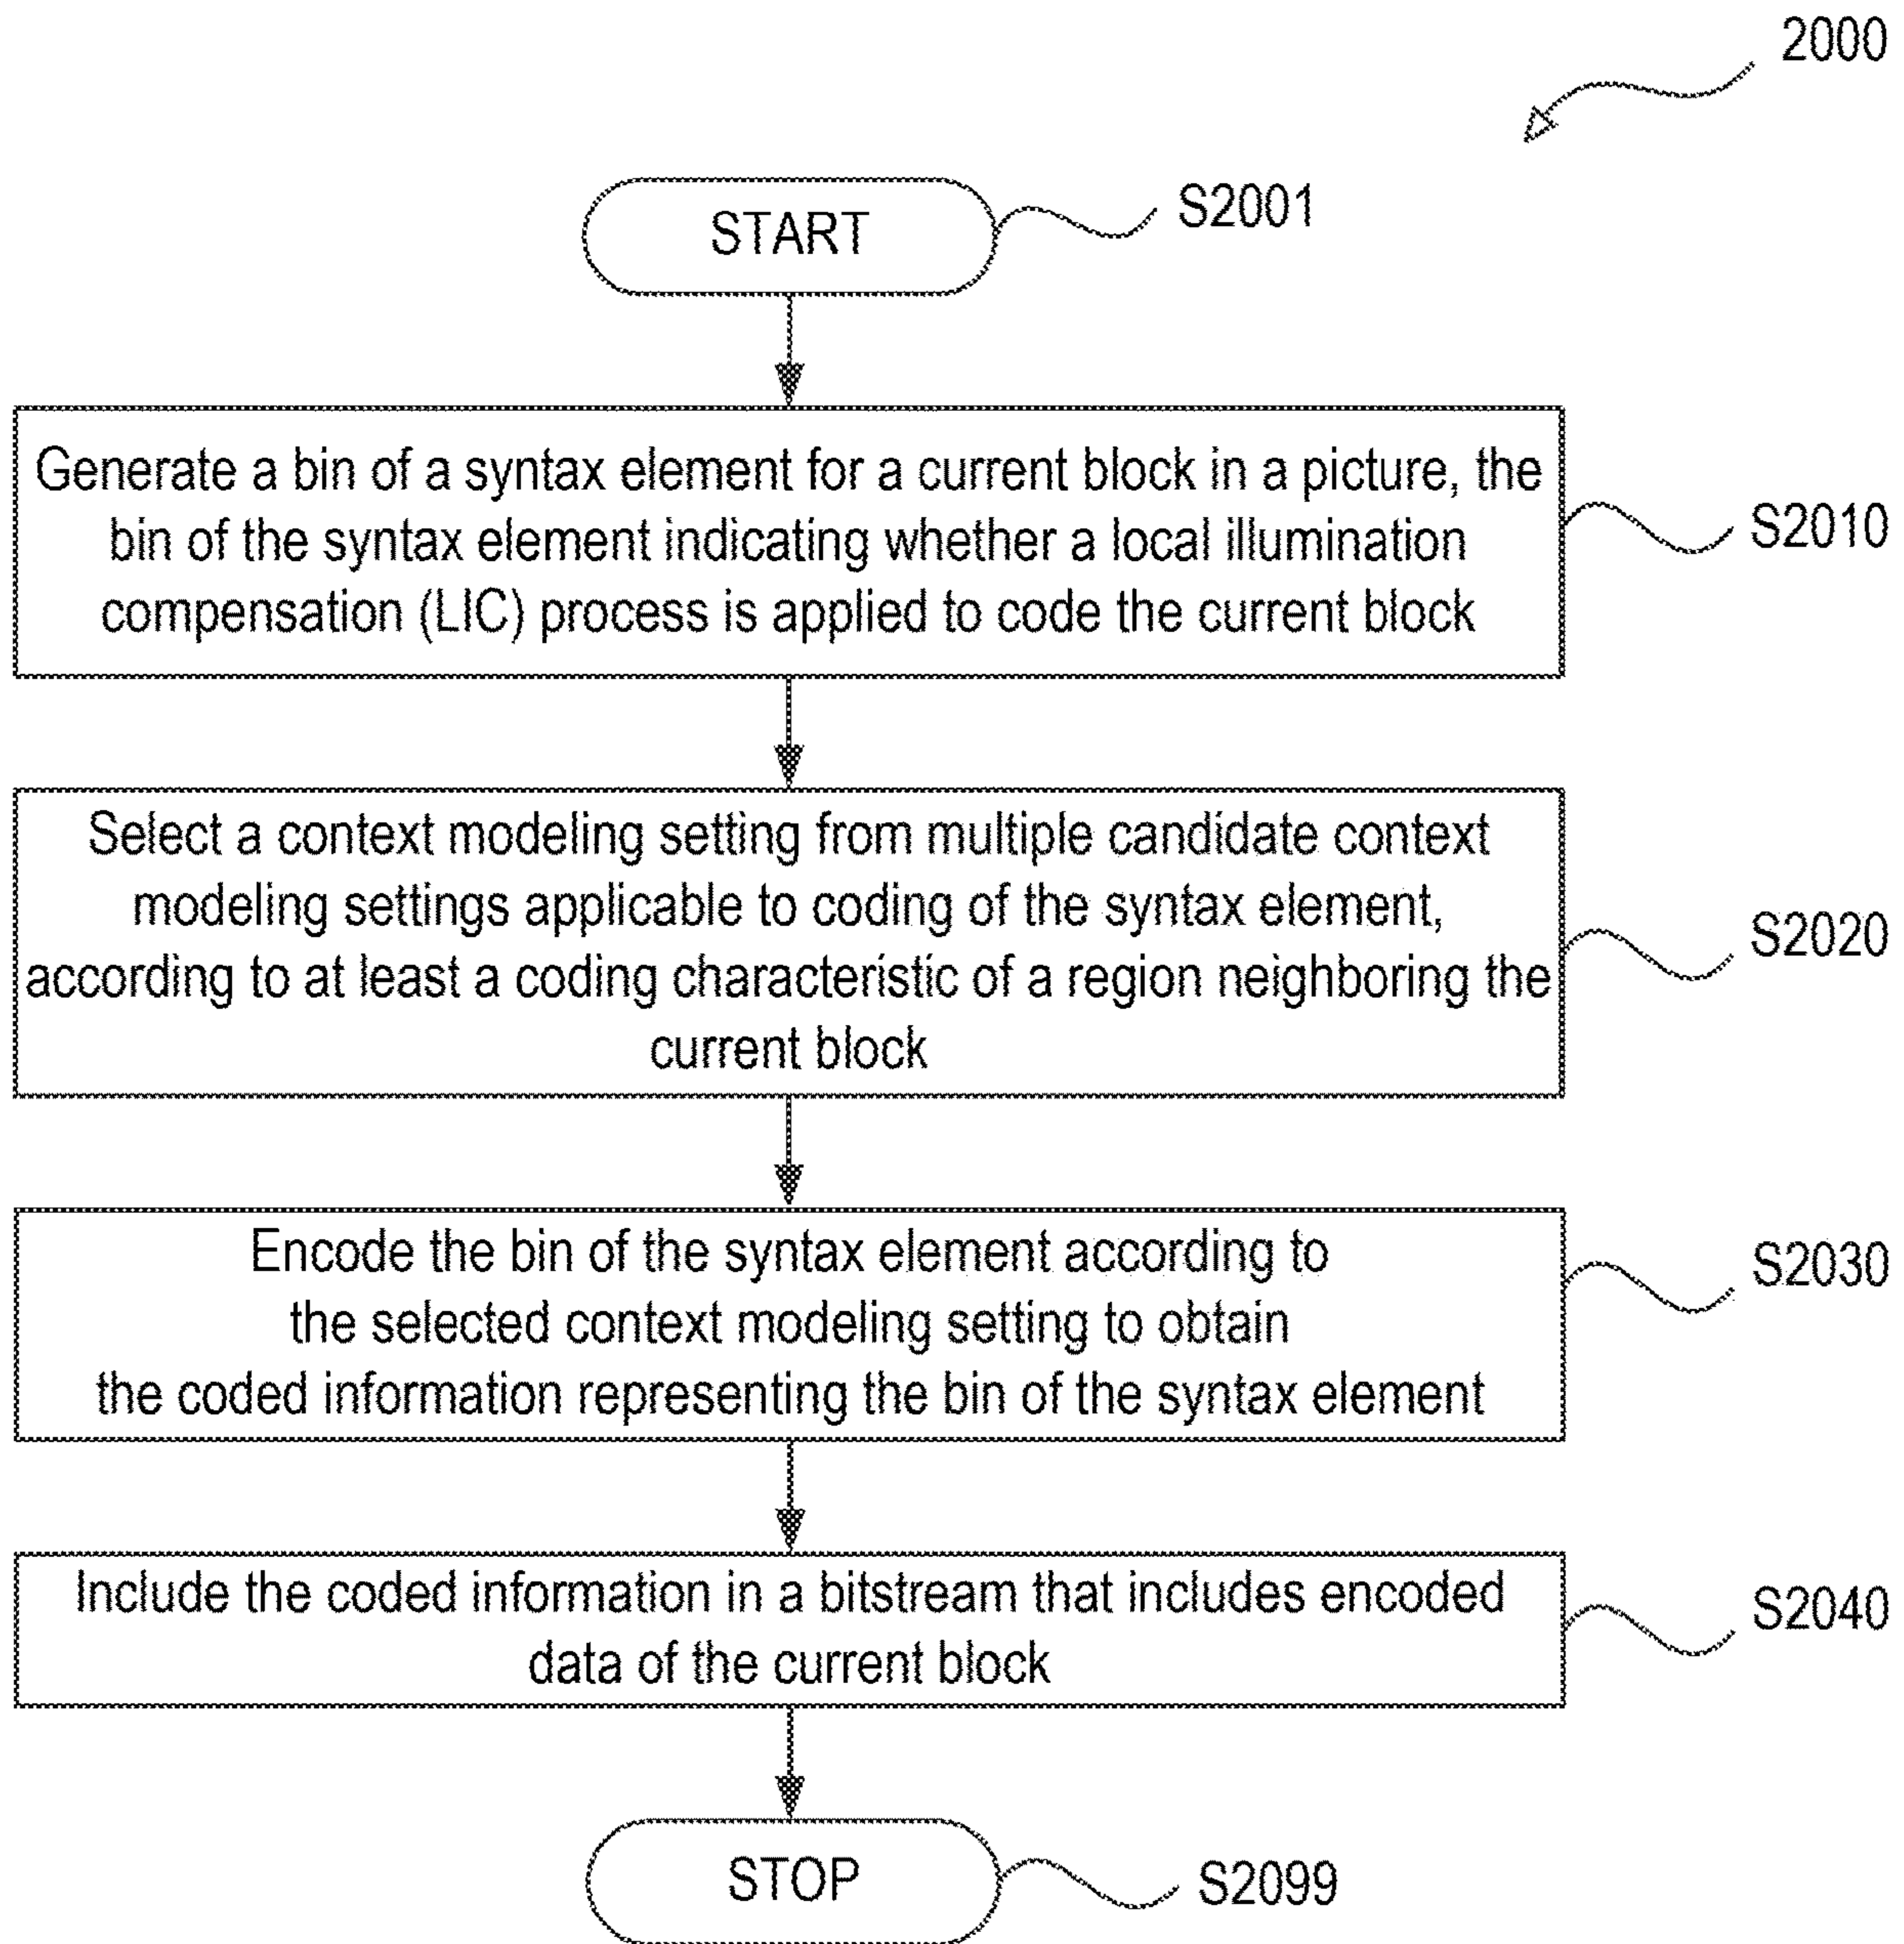 2000
START
S2001
Generate a bin of a syntax element for a current block in a picture, the
bin of the syntax element indicating whether a local illumination
compensation (LIC) process is applied to code the current block
S2010
Select a context modeling setting from multiple candidate context
modeling settings applicable to coding of the syntax element,
according to at least a coding characteristic of a region neighboring the
current block
S2020
Encode the bin of the syntax element according to
the selected context modeling setting to obtain
the coded information representing the bin of the syntax element
S2030
Include the coded information in a bitstream that includes encoded
data of the current block
S2040
STOP
S2099